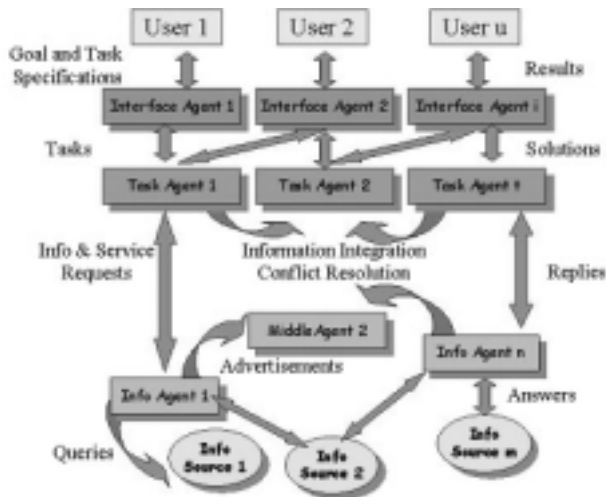 User 1
User 2
User u
Goal and Task
Specifications
Results
Interface Agent 1
Interface Agent 2
Interface Agent i
Tasks
Solutions
Task Agent 1
Task Agent 2
Task Agent t
Info & Service
Requests
Information Integration
Conflict Resolution
Replies
MiddleAgent 2
Advertisements
Info Agent n
Info Agent 1
Answers
Queries
Info
Source 1
Info
Source 2
Info
Source m